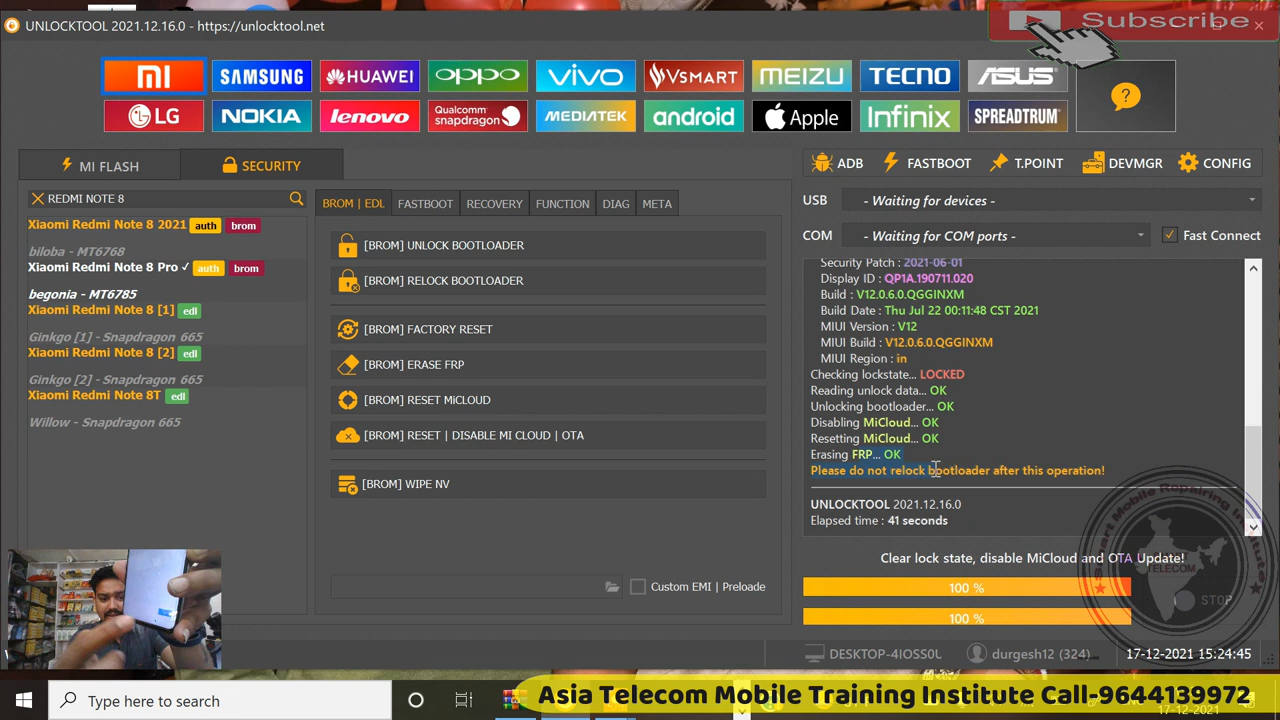 UNLOCKTOOL 2021.12.16.0 - https://unlocktool.net
Subscribe
MI SAMSUNG HUAWEI OPPO VIVO VSMART MEIZU TECNO ASUS
LG NOKIA lenovo Qualcomm snapdragon MEDIATEK android Apple Infinix SPREADTRUM
MI FLASH SECURITY
ADB FASTBOOT T.POINT DEVMGR CONFIG
REDMI NOTE 8
Xiaomi Redmi Note 8 2021 auth brom
biloba - MT6768
Xiaomi Redmi Note 8 Pro ✓ auth brom
begonia - MT6785
Xiaomi Redmi Note 8 [1] edl
Ginkgo [1] - Snapdragon 665
Xiaomi Redmi Note 8 [2] edl
Ginkgo [2] - Snapdragon 665
Xiaomi Redmi Note 8T edl
Willow - Snapdragon 665
BROM | EDL FASTBOOT RECOVERY FUNCTION DIAG META
[BROM] UNLOCK BOOTLOADER
[BROM] RELOCK BOOTLOADER
[BROM] FACTORY RESET
[BROM] ERASE FRP
[BROM] RESET MiCLOUD
[BROM] RESET | DISABLE MI CLOUD | OTA
[BROM] WIPE NV
Custom EMI | Preloade
USB - Waiting for devices -
COM - Waiting for COM ports - Fast Connect
Security Patch : 2021-06-01
Display ID : QP1A.190711.020
Build : V12.0.6.0.QGGINXM
Build Date : Thu Jul 22 00:11:48 CST 2021
MIUI Version : V12
MIUI Build : V12.0.6.0.QGGINXM
MIUI Region : in
Checking lockstate... LOCKED
Reading unlock data... OK
Unlocking bootloader... OK
Disabling MiCloud... OK
Resetting MiCloud... OK
Erasing FRP... OK
Please do not relock bootloader after this operation!
UNLOCKTOOL 2021.12.16.0
Elapsed time : 41 seconds
Clear lock state, disable MiCloud and OTA Update!
100 %
100 %
STOP
TELECOM
DESKTOP-4IOSS0U durgesh12 (324) 17-12-2021 15:24:45
Type here to search
Asia Telecom Mobile Training Institute Call-9644139972
17-12-2021